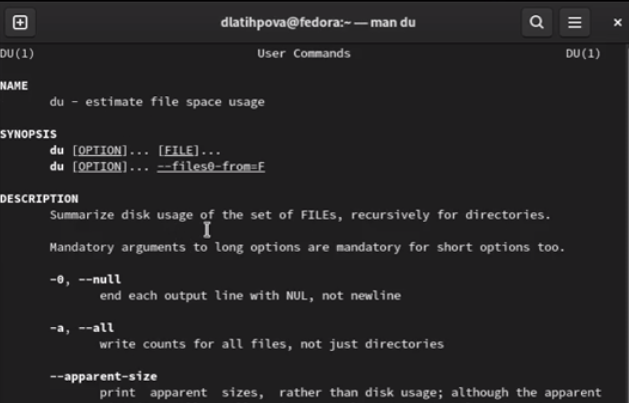 dlatihpova@fedora:~ — man du
DU(1) User Commands DU(1)
NAME
du - estimate file space usage
SYNOPSIS
du [OPTION]... [FILE]...
du [OPTION]... --files0-from=F
DESCRIPTION
Summarize disk usage of the set of FILEs, recursively for directories.
Mandatory arguments to long options are mandatory for short options too.
-0, --null
end each output line with NUL, not newline
-a, --all
write counts for all files, not just directories
--apparent-size
print apparent sizes, rather than disk usage; although the apparent